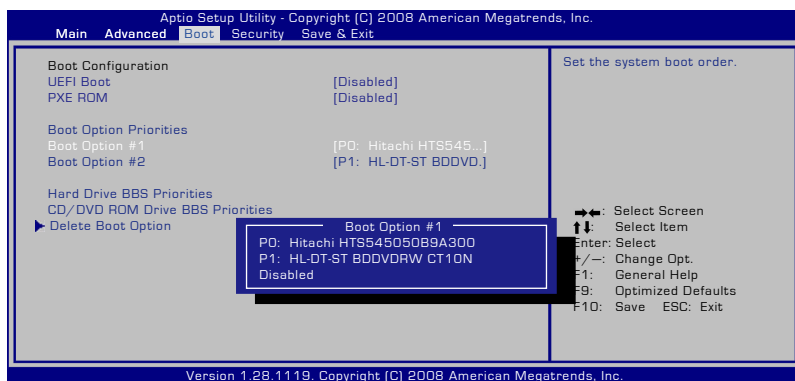 Aptio Setup Utility - Copyright (C) 2008 American Megatrends, Inc.
Main Advanced Boot Security Save & Exit
Boot Configuration
UEFI Boot [Disabled]
PXE ROM [Disabled]
Boot Option Priorities
Boot Option #1 [P0: Hitachi HTS545...]
Boot Option #2 [P1: HL-DT-ST BDDVD.]
Hard Drive BBS Priorities
CD/DVD ROM Drive BBS Priorities
Delete Boot Option
Boot Option #1
P0: Hitachi HTS545050B9A300
P1: HL-DT-ST BDDVDRW CT10N
Disabled
Set the system boot order.
→←: Select Screen
↑↓: Select Item
Enter: Select
+/—: Change Opt.
F1: General Help
F9: Optimized Defaults
F10: Save ESC: Exit
Version 1.28.1119. Copyright (C) 2008 American Megatrends, Inc.